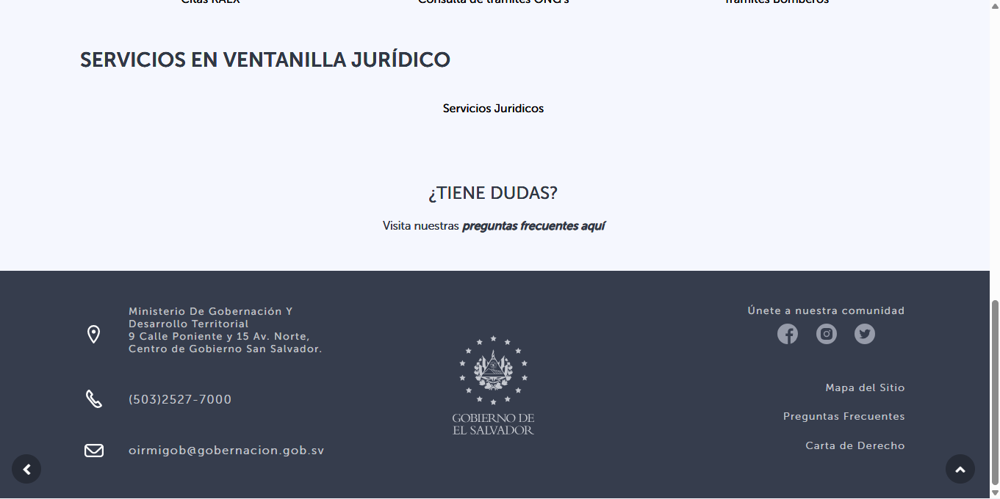 Citas RAEX
Consulta de trámites ONG's
Trámites Bomberos
SERVICIOS EN VENTANILLA JURÍDICO
Servicios Juridicos
¿TIENE DUDAS?
Visita nuestras preguntas frecuentes aquí
Ministerio De Gobernación Y
Desarrollo Territorial
9 Calle Poniente y 15 Av. Norte,
Centro de Gobierno San Salvador.
(503)2527-7000
oirmigob@gobernacion.gob.sv
GOBIERNO DE
EL SALVADOR
Únete a nuestra comunidad
Mapa del Sitio
Preguntas Frecuentes
Carta de Derecho